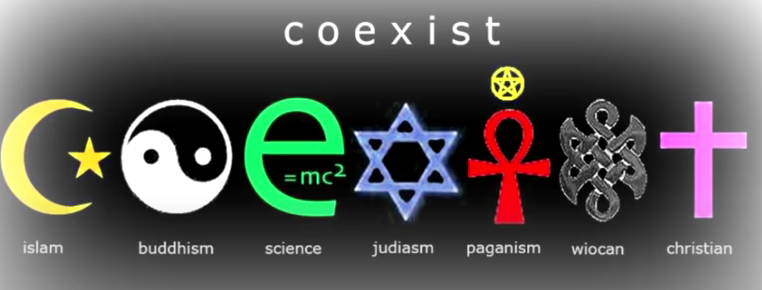 coexist
e=mc²
islam buddhism science judiasm paganism wiocan christian